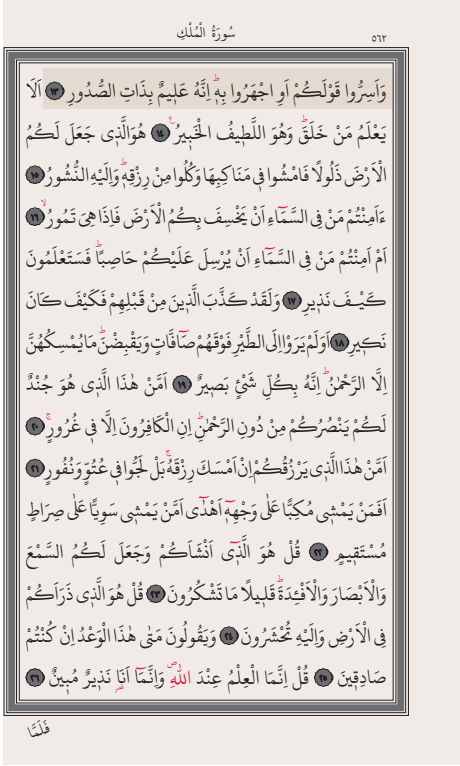 سُورَةُ الْمُلْكِ
٥٦٢
وَاَسِرُّوا قَوْلَكُمْ اَوِ اجْهَرُوا بِهٖؕ اِنَّهُ عَلٖيمٌ بِذَاتِ الصُّدُورِ ﴿١٣﴾ اَلَا
يَعْلَمُ مَنْ خَلَقَؕ وَهُوَ اللَّطٖيفُ الْخَبٖيرُ۟ ﴿١٤﴾ هُوَ الَّذٖى جَعَلَ لَكُمُ
الْاَرْضَ ذَلُولًا فَامْشُوا فٖى مَنَاكِبِهَا وَكُلُوا مِنْ رِزْقِهٖؕ وَاِلَيْهِ النُّشُورُ ﴿١٥﴾
ءَاَمِنْتُمْ مَنْ فِى السَّمَٓاءِ اَنْ يَخْسِفَ بِكُمُ الْاَرْضَ فَاِذَا هِىَ تَمُورُۙ ﴿١٦﴾
اَمْ اَمِنْتُمْ مَنْ فِى السَّمَٓاءِ اَنْ يُرْسِلَ عَلَيْكُمْ حَاصِبًاؕ فَسَتَعْلَمُونَ
كَيْفَ نَذٖيرِ ﴿١٧﴾ وَلَقَدْ كَذَّبَ الَّذٖينَ مِنْ قَبْلِهِمْ فَكَيْفَ كَانَ
نَكٖيرِ ﴿١٨﴾ اَوَلَمْ يَرَوْا اِلَى الطَّيْرِ فَوْقَهُمْ صَٓافَّاتٍ وَيَقْبِضْنَؕ مَا يُمْسِكُهُنَّ
اِلَّا الرَّحْمٰنُؕ اِنَّهُ بِكُلِّ شَیْءٍ بَصٖيرٌ ﴿١٩﴾ اَمَّنْ هٰذَا الَّذٖى هُوَ جُنْدٌ
لَكُمْ يَنْصُرُكُمْ مِنْ دُونِ الرَّحْمٰنِؕ اِنِ الْكَافِرُونَ اِلَّا فٖى غُرُورٍۚ ﴿٢٠﴾
اَمَّنْ هٰذَا الَّذٖى يَرْزُقُكُمْ اِنْ اَمْسَكَ رِزْقَهُۚ بَلْ لَجُّوا فٖى عُتُوٍّ وَنُفُورٍ ﴿٢١﴾
اَفَمَنْ يَمْشٖى مُكِبًّا عَلٰى وَجْهِهٖٓ اَهْدٰٓى اَمَّنْ يَمْشٖى سَوِيًّا عَلٰى صِرَاطٍ
مُسْتَقٖيمٍ ﴿٢٢﴾ قُلْ هُوَ الَّذٖٓى اَنْشَاَكُمْ وَجَعَلَ لَكُمُ السَّمْعَ
وَالْاَبْصَارَ وَالْاَفْـِٔدَةَؕ قَلٖيلًا مَا تَشْكُرُونَ ﴿٢٣﴾ قُلْ هُوَ الَّذٖى ذَرَاَكُمْ
فِى الْاَرْضِ وَاِلَيْهِ تُحْشَرُونَ ﴿٢٤﴾ وَيَقُولُونَ مَتٰى هٰذَا الْوَعْدُ اِنْ كُنْتُمْ
صَادِقٖينَ ﴿٢٥﴾ قُلْ اِنَّمَا الْعِلْمُ عِنْدَ اللّٰهِࣕ وَاِنَّمَٓا اَنَا۬ نَذٖيرٌ مُبٖينٌ ﴿٢٦﴾
فَلَمَّا